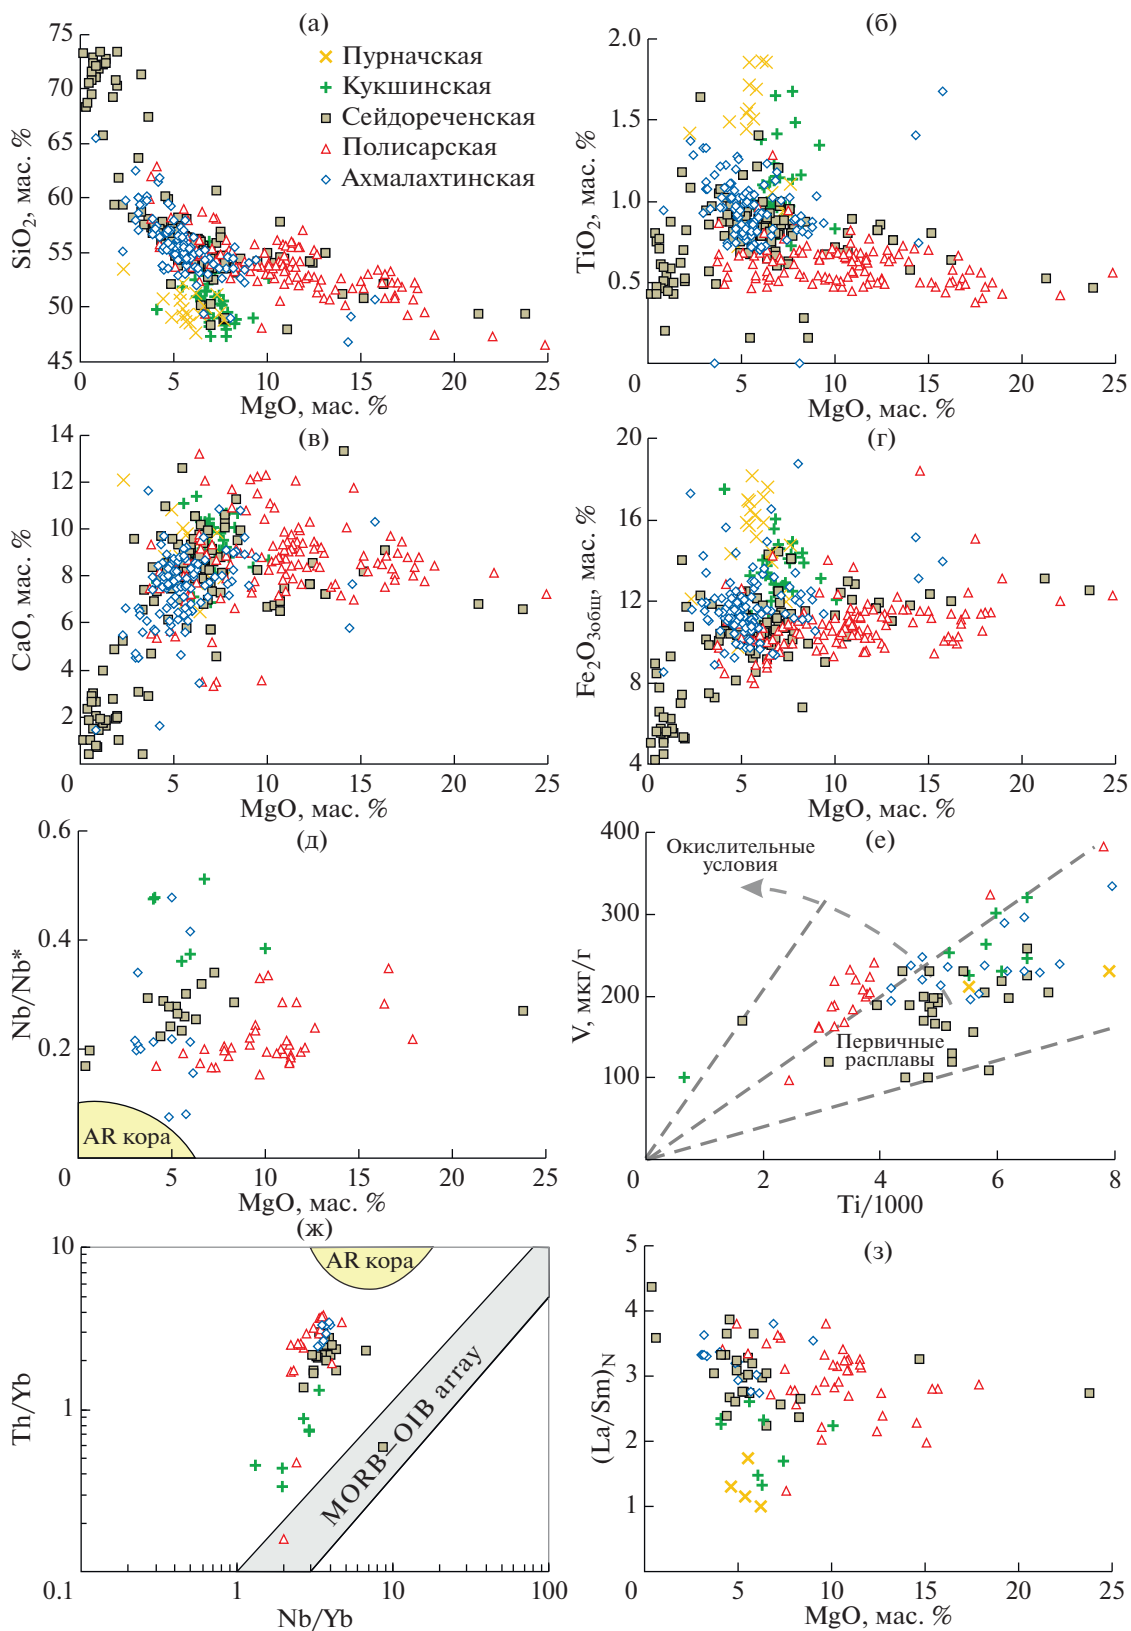 (а)
75
70
65
60
55
50
45
0
5
10
15
20
25
SiO₂, мас. %
MgO, мас. %
Пурначская
Кукшинская
Сейдореченская
Полисарская
Ахмалахтинская
(б)
2.0
1.5
1.0
0.5
0
5
10
15
20
25
TiO₂, мас. %
MgO, мас. %
(в)
14
12
10
8
6
4
2
0
5
10
15
20
25
CaO, мас. %
MgO, мас. %
(г)
20
16
12
8
4
0
5
10
15
20
25
Fe₂O₃общ, мас. %
MgO, мас. %
(д)
0.6
0.4
0.2
0
5
10
15
20
25
Nb/Nb*
AR кора
MgO, мас. %
(е)
400
300
200
100
0
2
4
6
8
V, мкг/г
Окислительные
условия
Первичные
расплавы
Ti/1000
(ж)
10
1
0.1
1
10
100
Th/Yb
AR кора
MORB–OIB array
Nb/Yb
(з)
5
4
3
2
1
0
5
10
15
20
25
(La/Sm)N
MgO, мас. %